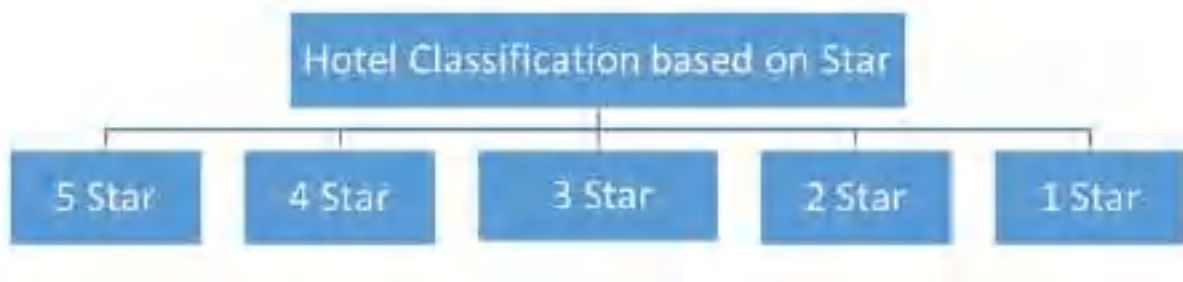 Hotel Classification based on Star
5 Star
4 Star
3 Star
2 Star
1 Star